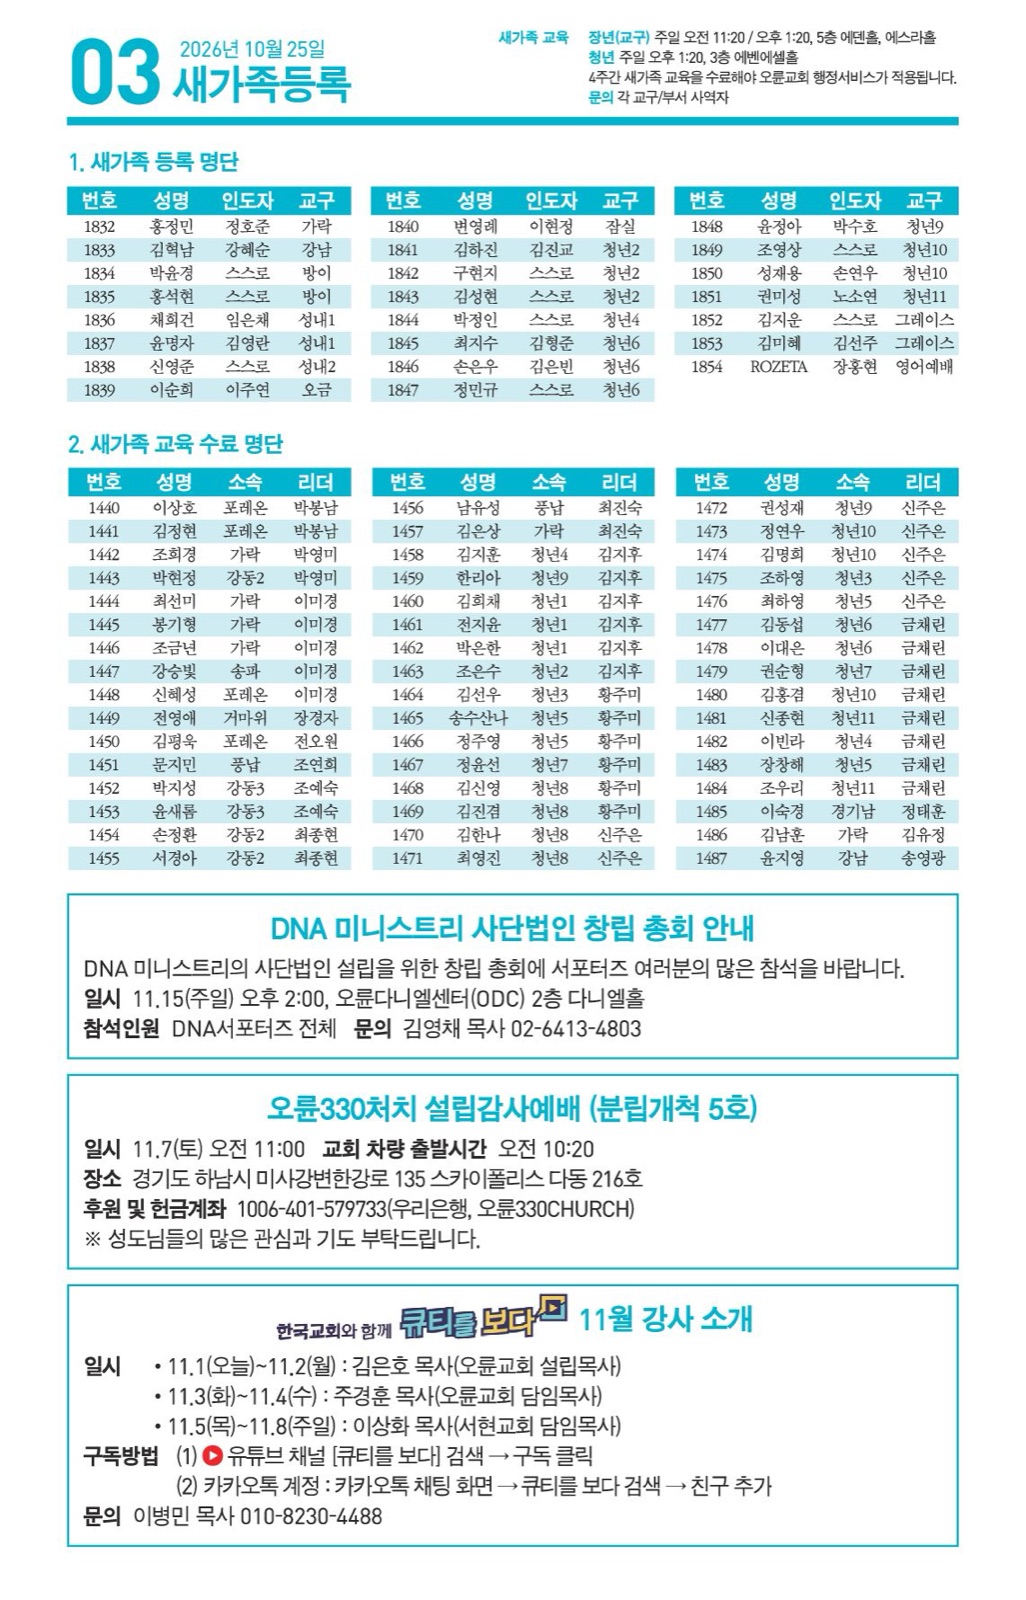 03
2026년 10월 25일
새가족등록
새가족 교육 장년(교구) 주일 오전 11:20 / 오후 1:20, 5층 에덴홀, 에스라홀
청년 주일 오후 1:20, 3층 에벤에셀홀
4주간 새가족 교육을 수료해야 오륜교회 행정서비스가 적용됩니다.
문의 각 교구/부서 사역자
1. 새가족 등록 명단
번호 성명 인도자 교구
1832 홍정민 정호준 가락
1833 김혁남 강혜순 강남
1834 박윤경 스스로 방이
1835 홍석현 스스로 방이
1836 채희건 임은채 성내1
1837 윤명자 김영란 성내1
1838 신영준 스스로 성내2
1839 이순희 이주연 오금
번호 성명 인도자 교구
1840 변영례 이현정 잠실
1841 김하진 김진교 청년2
1842 구현지 스스로 청년2
1843 김성현 스스로 청년2
1844 박정인 스스로 청년4
1845 최지수 김형준 청년6
1846 손은우 김은빈 청년6
1847 정민규 스스로 청년6
번호 성명 인도자 교구
1848 윤정아 박수호 청년9
1849 조영상 스스로 청년10
1850 성재용 손연우 청년10
1851 권미성 노소연 청년11
1852 김지운 스스로 그레이스
1853 김미혜 김선주 그레이스
1854 ROZETA 장홍현 영어예배
2. 새가족 교육 수료 명단
번호 성명 소속 리더
1440 이상호 포레온 박봉남
1441 김정현 포레온 박봉남
1442 조희경 가락 박영미
1443 박현정 강동2 박영미
1444 최선미 가락 이미경
1445 봉기형 가락 이미경
1446 조금년 가락 이미경
1447 강승빛 송파 이미경
1448 신혜성 포레온 이미경
1449 전영애 거마위 장경자
1450 김평욱 포레온 전오원
1451 문지민 풍납 조연희
1452 박지성 강동3 조예숙
1453 윤새롬 강동3 조예숙
1454 손정환 강동2 최종현
1455 서경아 강동2 최종현
번호 성명 소속 리더
1456 남유성 풍납 최진숙
1457 김은상 가락 최진숙
1458 김지훈 청년4 김지후
1459 한리아 청년9 김지후
1460 김희채 청년1 김지후
1461 전지윤 청년1 김지후
1462 박은한 청년1 김지후
1463 조은수 청년2 김지후
1464 김선우 청년3 황주미
1465 송수산나 청년5 황주미
1466 정주영 청년5 황주미
1467 정윤선 청년7 황주미
1468 김신영 청년8 황주미
1469 김진겸 청년8 황주미
1470 김한나 청년8 신주은
1471 최영진 청년8 신주은
번호 성명 소속 리더
1472 권성재 청년9 신주은
1473 정연우 청년10 신주은
1474 김명희 청년10 신주은
1475 조하영 청년3 신주은
1476 최하영 청년5 신주은
1477 김동섭 청년6 금채린
1478 이대은 청년6 금채린
1479 권순형 청년7 금채린
1480 김홍겸 청년10 금채린
1481 신종현 청년11 금채린
1482 이빈라 청년4 금채린
1483 장창해 청년5 금채린
1484 조우리 청년11 금채린
1485 이숙경 경기남 정태훈
1486 김남훈 가락 김유정
1487 윤지영 강남 송영광
DNA 미니스트리 사단법인 창립 총회 안내
DNA 미니스트리의 사단법인 설립을 위한 창립 총회에 서포터즈 여러분의 많은 참석을 바랍니다.
일시 11.15(주일) 오후 2:00, 오륜다니엘센터(ODC) 2층 다니엘홀
참석인원 DNA서포터즈 전체 문의 김영채 목사 02-6413-4803
오륜330처치 설립감사예배 (분립개척 5호)
일시 11.7(토) 오전 11:00 교회 차량 출발시간 오전 10:20
장소 경기도 하남시 미사강변한강로 135 스카이폴리스 다동 216호
후원 및 헌금계좌 1006-401-579733(우리은행, 오륜330CHURCH)
※ 성도님들의 많은 관심과 기도 부탁드립니다.
한국교회와 함께 큐티를 보다 11월 강사 소개
일시 • 11.1(오늘)~11.2(월) : 김은호 목사(오륜교회 설립목사)
• 11.3(화)~11.4(수) : 주경훈 목사(오륜교회 담임목사)
• 11.5(목)~11.8(주일) : 이상화 목사(서현교회 담임목사)
구독방법 (1) 유튜브 채널 [큐티를 보다] 검색 → 구독 클릭
(2) 카카오톡 계정 : 카카오톡 채팅 화면 → 큐티를 보다 검색 → 친구 추가
문의 이병민 목사 010-8230-4488